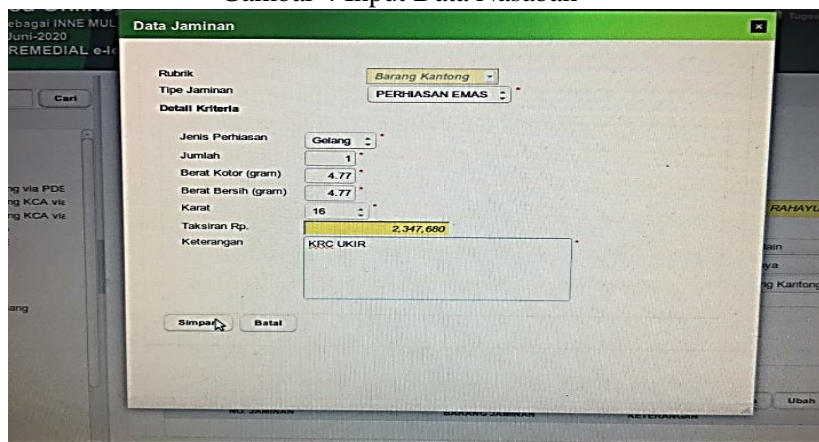 Gambar 4 Input Data Nasabah
ebagai INNE MUL
Juni-2020
REMEDIAL e-lo
Data Jaminan
Tugas
Cari
Rubrik Barang Kantong
Tipe Jaminan PERHIASAN EMAS *
Detail Kriteria
Jenis Perhiasan Gelang *
Jumlah 1 *
Berat Kotor (gram) 4.77 *
Berat Bersih (gram) 4.77 *
Karat 16 *
Taksiran Rp. 2,347,680
Keterangan KRC UKIR *
ng via PDS
ng KCA via
ng KCA via
ang
RAHAYU
lain
ya
ng Kantong
Simpan Batal
Ubah
NO. JAMINAN BARANG JAMINAN KETERANGAN